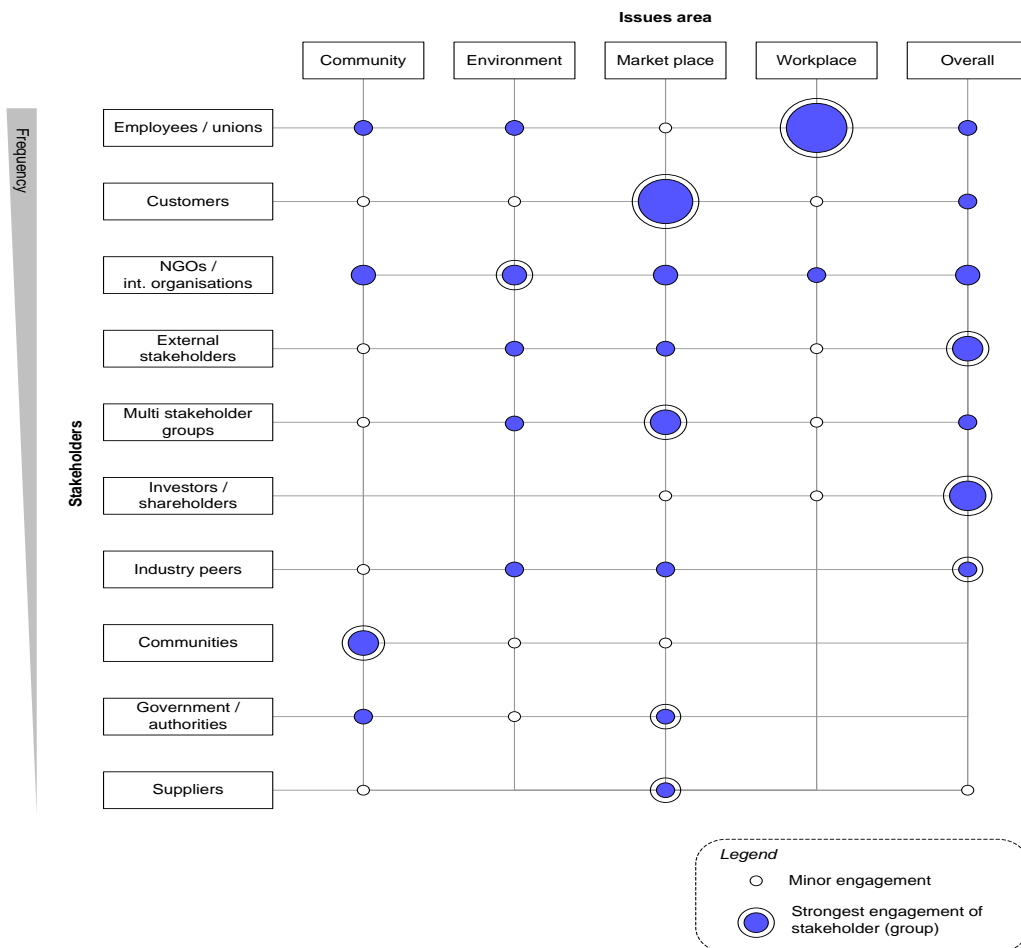 Issues area
Community
Environment
Market place
Workplace
Overall
Frequency
Stakeholders
Employees / unions
Customers
NGOs /
int. organisations
External
stakeholders
Multi stakeholder
groups
Investors /
shareholders
Industry peers
Communities
Government /
authorities
Suppliers
Legend
Minor engagement
Strongest engagement of
stakeholder (group)